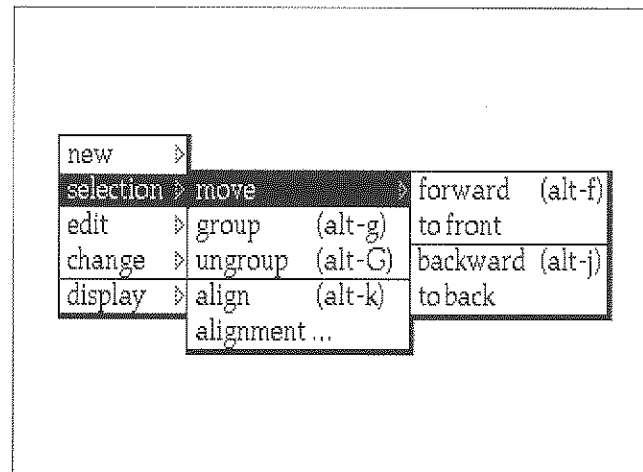 new
selection move forward (alt-f)
edit group (alt-g) to front
change ungroup (alt-G) backward (alt-j)
display align (alt-k) to back
alignment ...